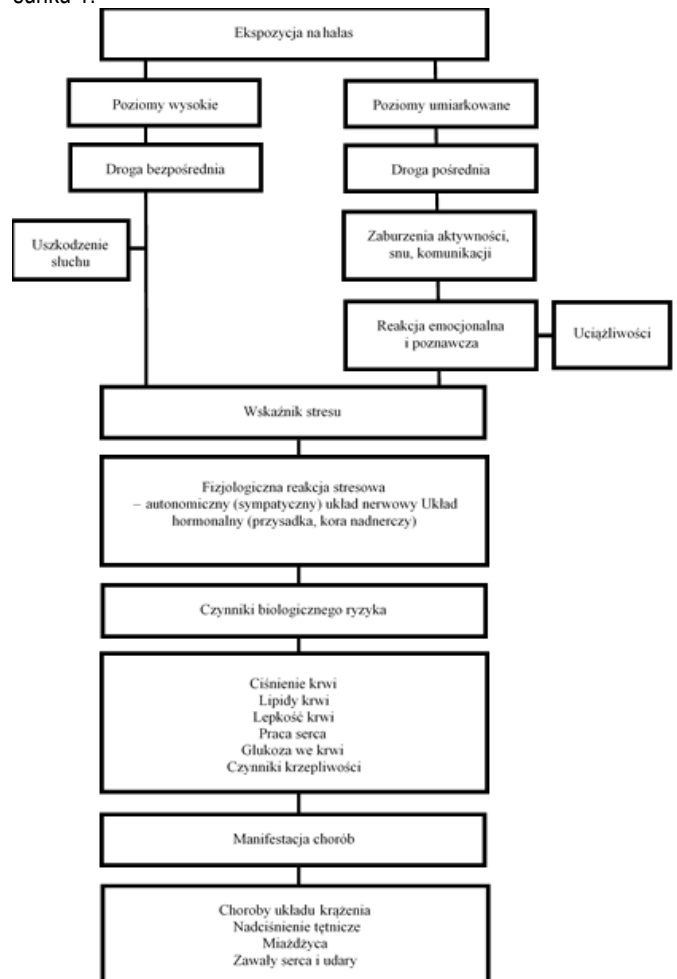 Ekspozycja na hałas
Poziomy wysokie
Poziomy umiarkowane
Droga bezpośrednia
Droga pośrednia
Uszkodzenie
słuchu
Zaburzenia aktywności,
snu, komunikacji
Reakcja emocjonalna
i poznawcza
Uciążliwości
Wskaźnik stresu
Fizjologiczna reakcja stresowa
– autonomiczny (sympatyczny) układ nerwowy Układ
hormonalny (przysadka, kora nadnerczy)
Czynniki biologicznego ryzyka
Ciśnienie krwi
Lipidy krwi
Lepkość krwi
Praca serca
Glukoza we krwi
Czynniki krzepliwości
Manifestacja chorób
Choroby układu krążenia
Nadciśnienie tętnicze
Miażdżyca
Zawały serca i udary